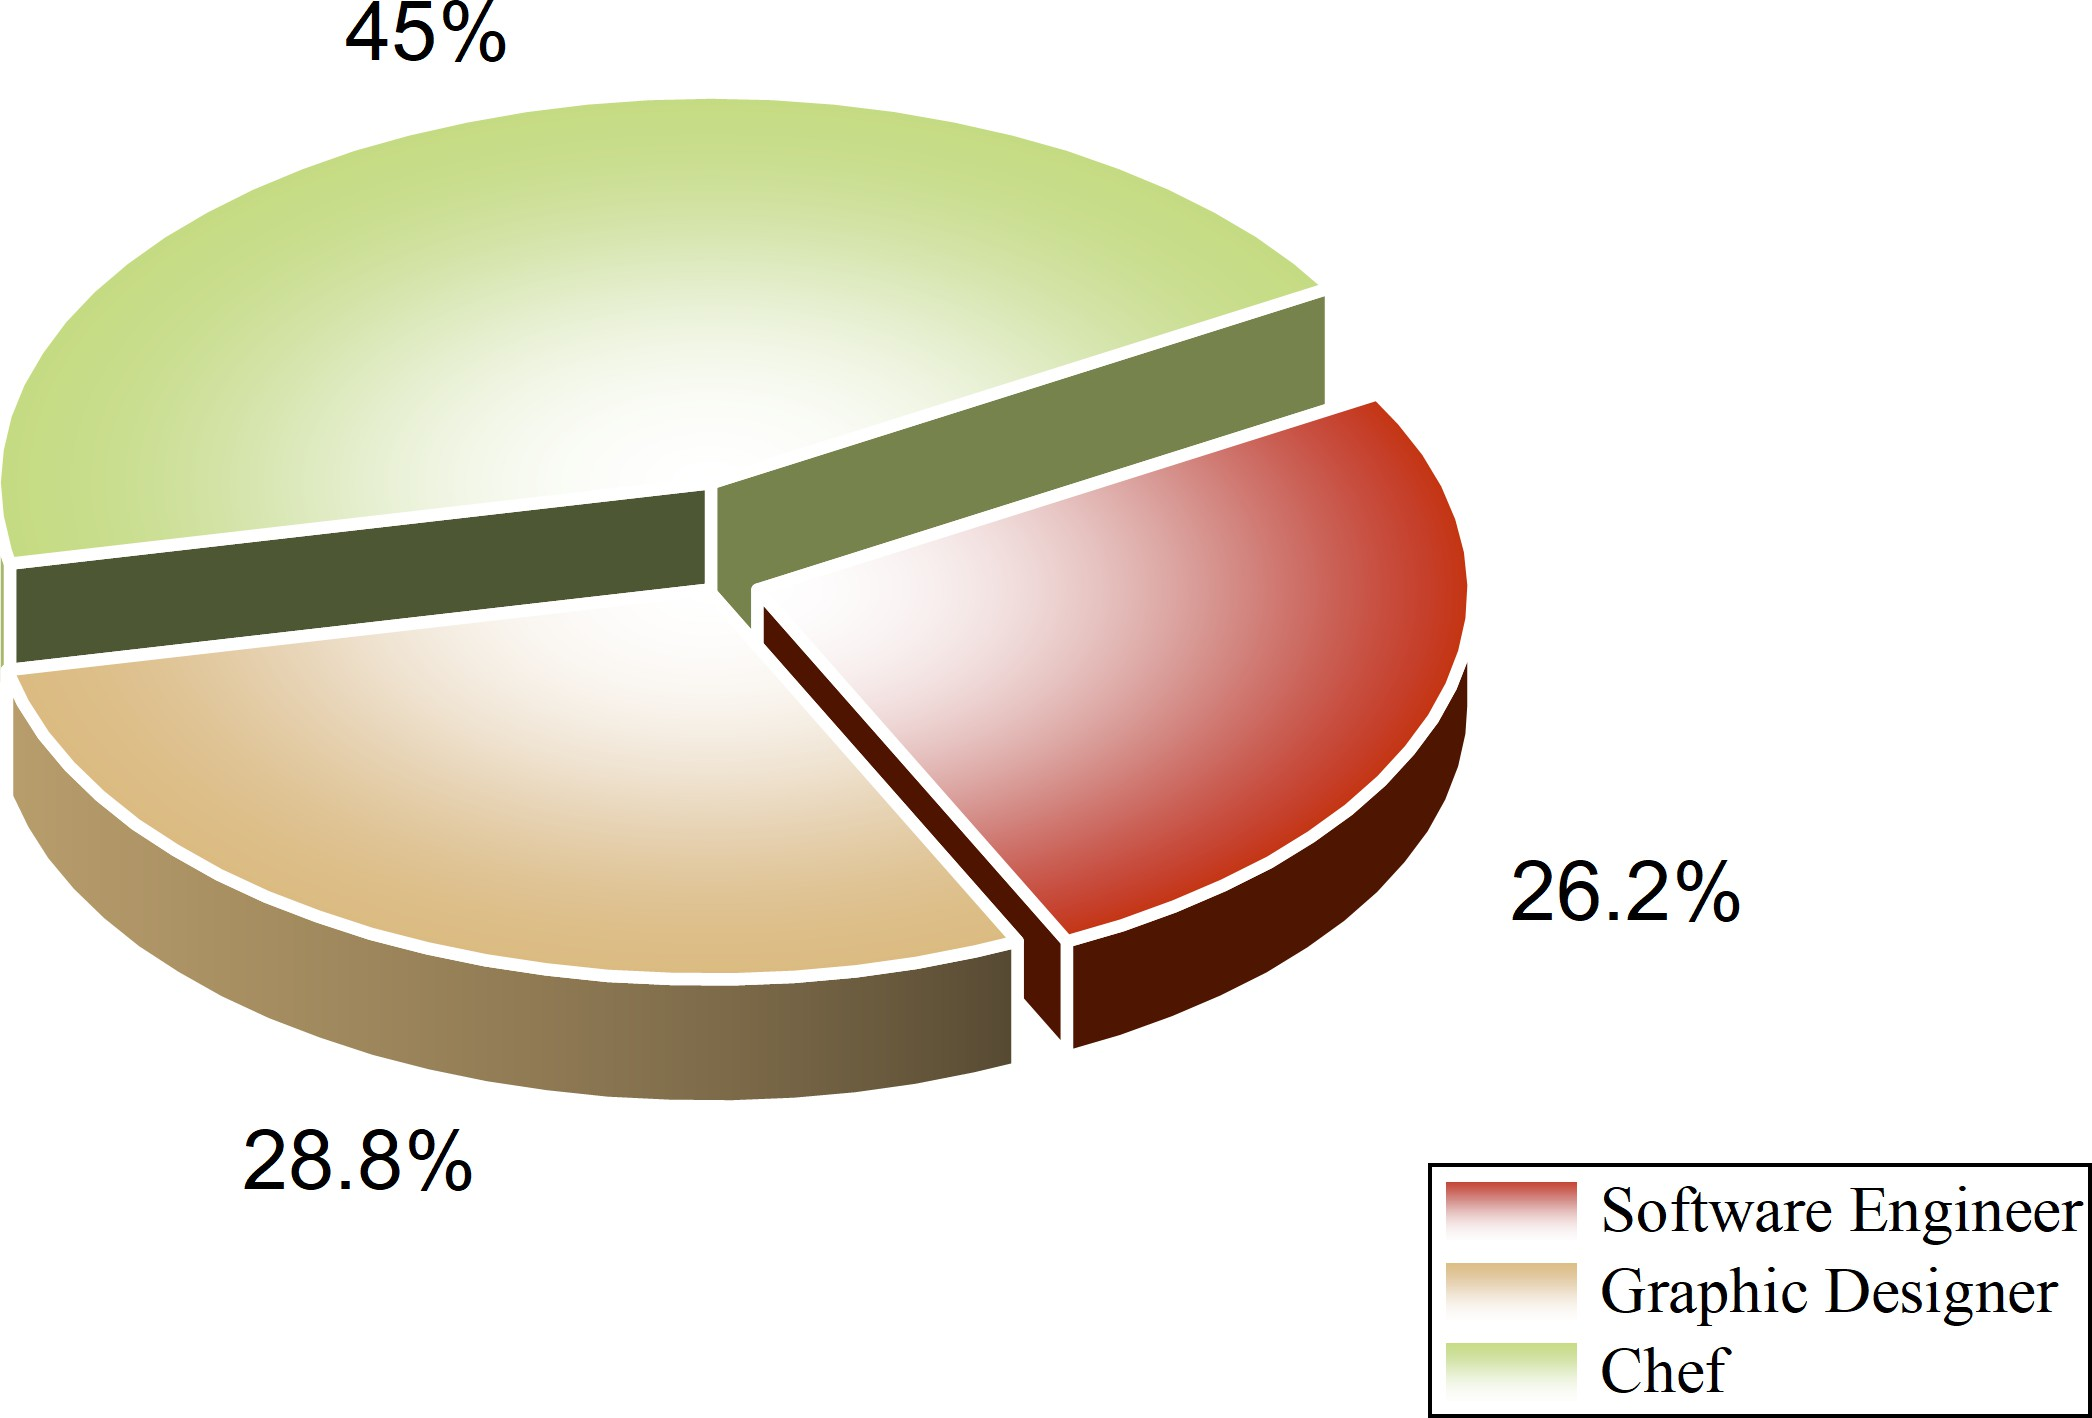 45%
26.2%
28.8%
Software Engineer
Graphic Designer
Chef